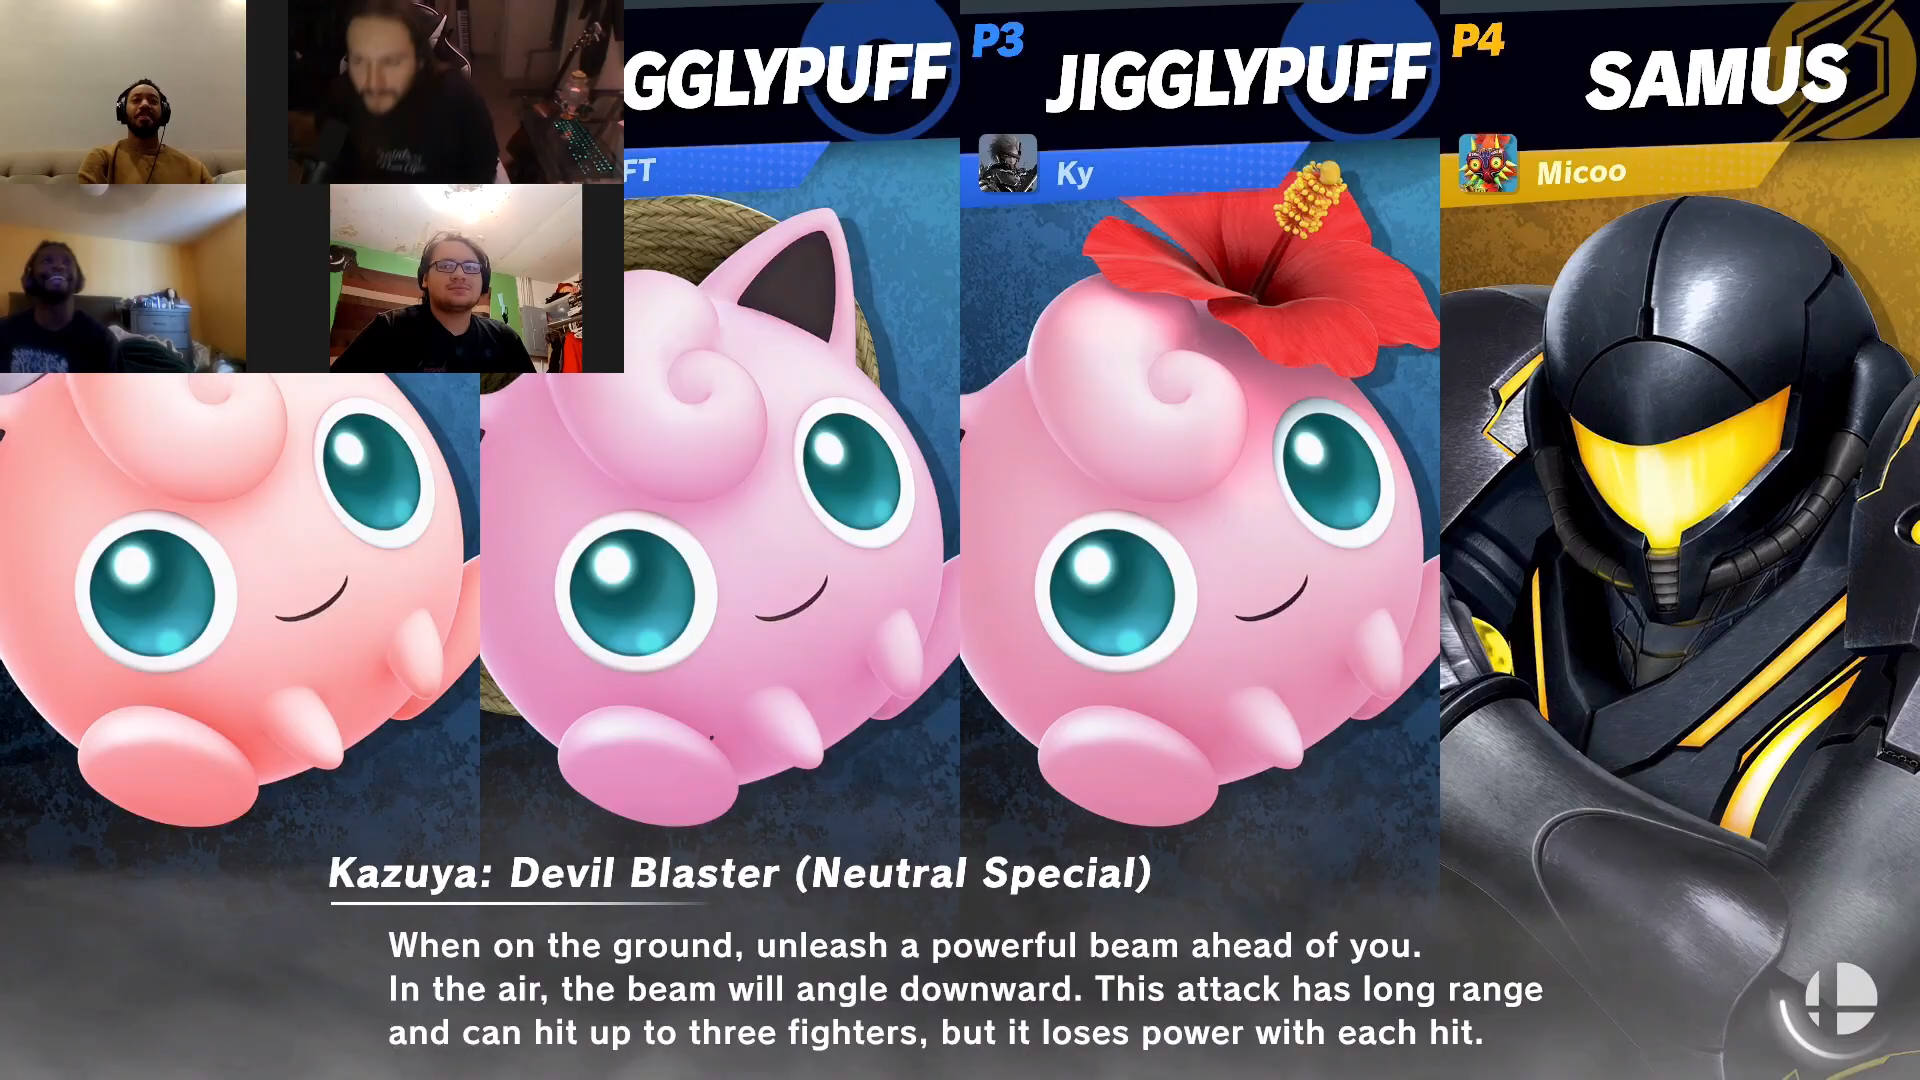 GGLYPUFF
P3
JIGGLYPUFF
P4
SAMUS
FT
Ky
Micoo
Kazuya: Devil Blaster (Neutral Special)
When on the ground, unleash a powerful beam ahead of you.
In the air, the beam will angle downward. This attack has long range
and can hit up to three fighters, but it loses power with each hit.